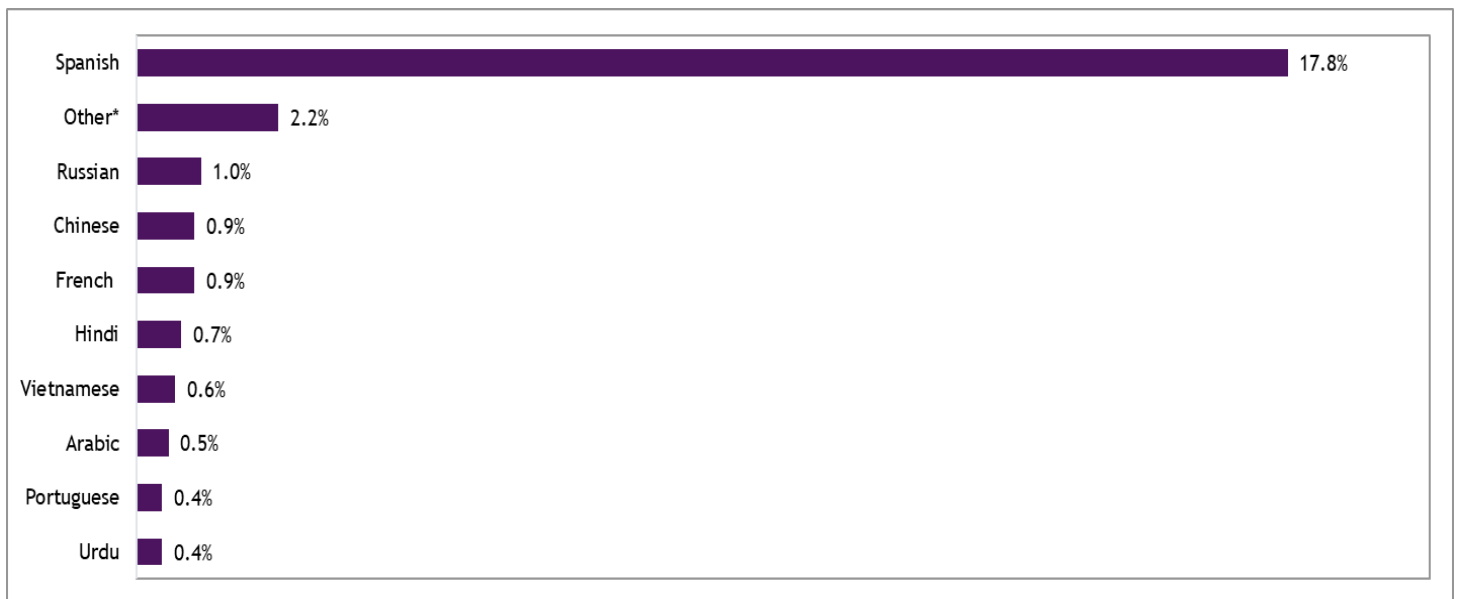 Spanish 17.8%
Other* 2.2%
Russian 1.0%
Chinese 0.9%
French 0.9%
Hindi 0.7%
Vietnamese 0.6%
Arabic 0.5%
Portuguese 0.4%
Urdu 0.4%